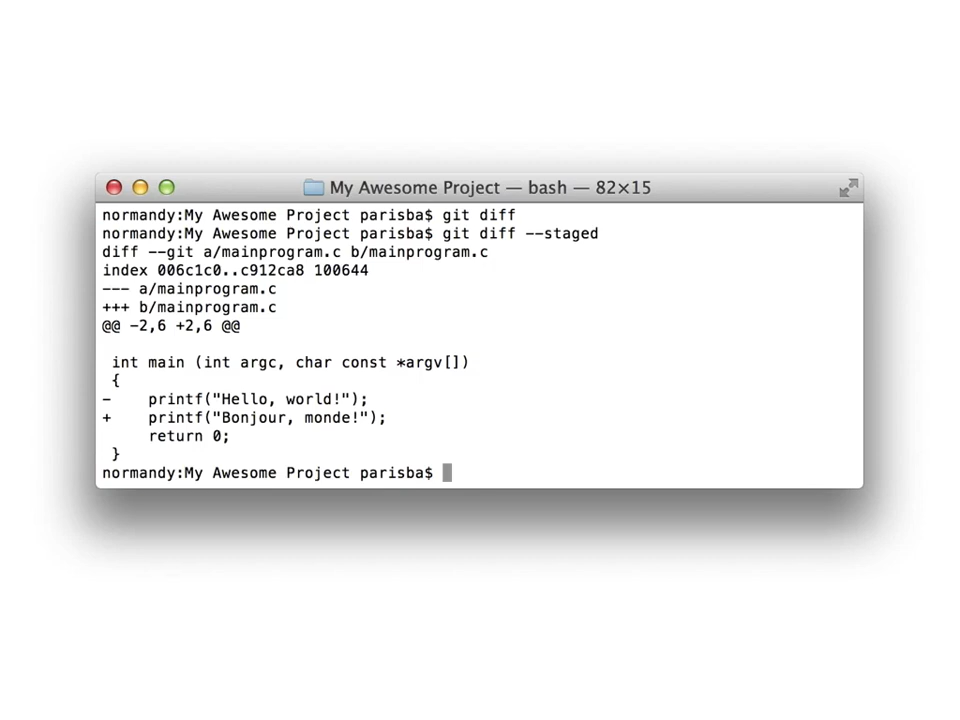 My Awesome Project — bash — 82×15
normandy:My Awesome Project parisba$ git diff
normandy:My Awesome Project parisba$ git diff --staged
diff --git a/mainprogram.c b/mainprogram.c
index 006c1c0..c912ca8 100644
--- a/mainprogram.c
+++ b/mainprogram.c
@@ -2,6 +2,6 @@
 int main (int argc, char const *argv[])
 {
-    printf("Hello, world!");
+    printf("Bonjour, monde!");
     return 0;
 }
normandy:My Awesome Project parisba$